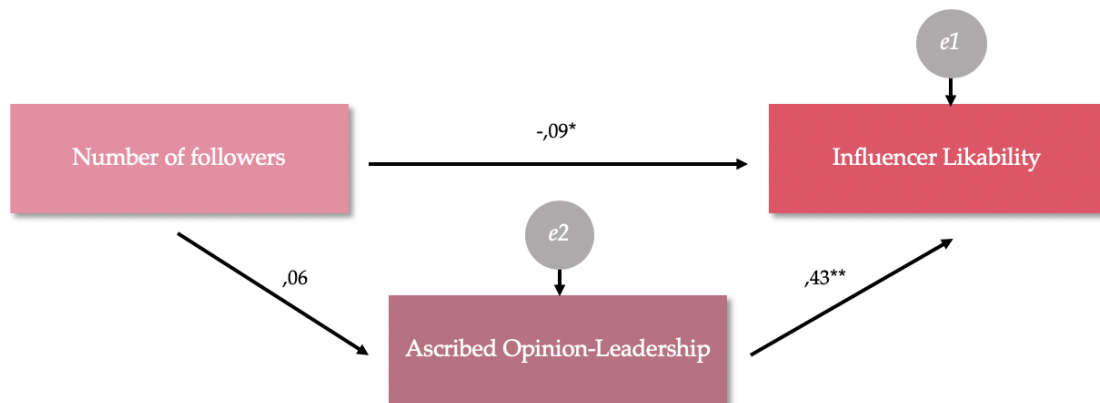 e1
-,09*
Number of followers
Influencer Likability
e2
,06
,43**
Ascribed Opinion-Leadership